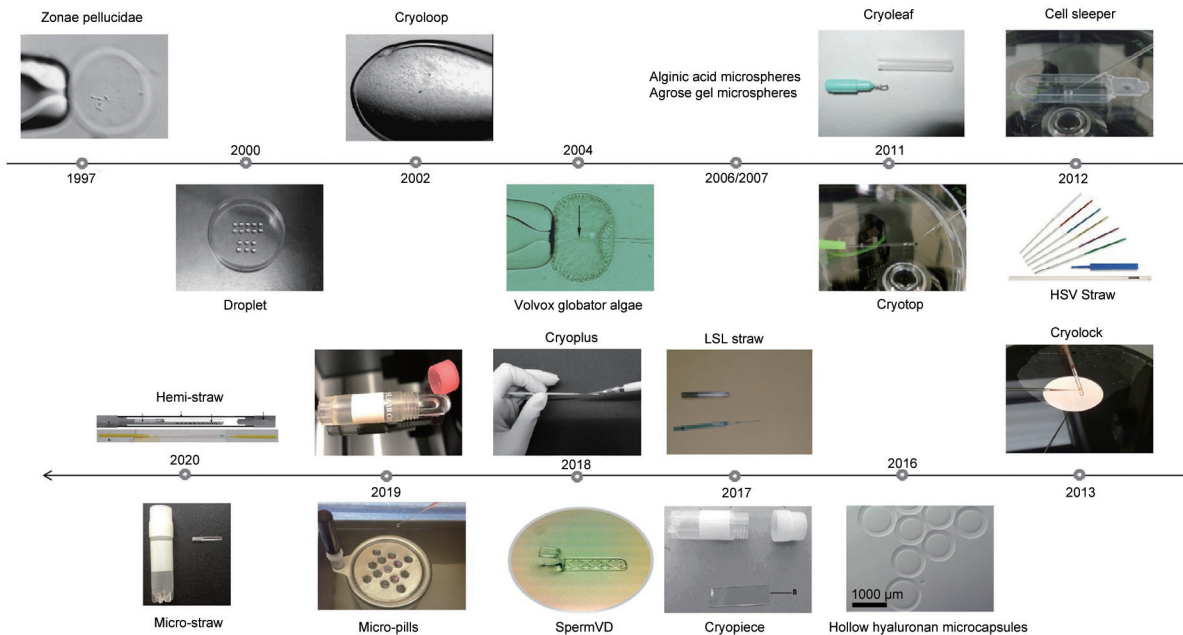 Zonae pellucidae
Cryoloop
Cryoleaf
Cell sleeper
Alginic acid microspheres
Agrose gel microspheres
2000
2004
2011
1997
2002
2006/2007
2012
Droplet
Volvox globator algae
Cryotop
HSV Straw
Cryoplus
LSL straw
Cryolock
Hemi-straw
2020
2018
2016
2019
2017
2013
B
1000 µm
Micro-straw
Micro-pills
SpermVD
Cryopiece
Hollow hyaluronan microcapsules